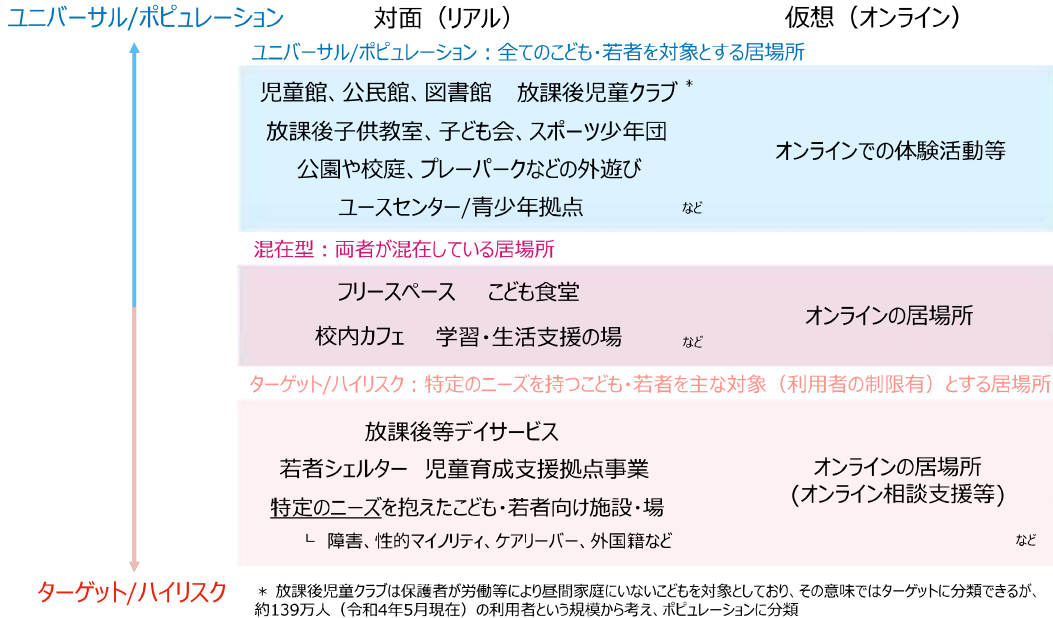 ユニバーサル/ポピュレーション 対面（リアル） 仮想（オンライン）
ユニバーサル/ポピュレーション：全てのこども・若者を対象とする居場所
児童館、公民館、図書館 放課後児童クラブ *
放課後子供教室、子ども会、スポーツ少年団
公園や校庭、プレーパークなどの外遊び
ユースセンター/青少年拠点 など
オンラインでの体験活動等
混在型：両者が混在している居場所
フリースペース こども食堂
校内カフェ 学習・生活支援の場 など
オンラインの居場所
ターゲット/ハイリスク：特定のニーズを持つこども・若者を主な対象（利用者の制限有）とする居場所
放課後等デイサービス
若者シェルター 児童育成支援拠点事業
特定のニーズを抱えたこども・若者向け施設・場
└ 障害、性的マイノリティ、ケアリーバー、外国籍など
オンラインの居場所
(オンライン相談支援等)
など
ターゲット/ハイリスク
* 放課後児童クラブは保護者が労働等により昼間家庭にいないこどもを対象としており、その意味ではターゲットに分類できるが、
約139万人（令和4年5月現在）の利用者という規模から考え、ポピュレーションに分類